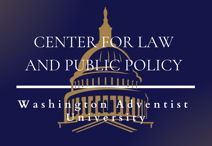 CENTER FOR LAW
AND PUBLIC POLICY
Washington Adventist
University